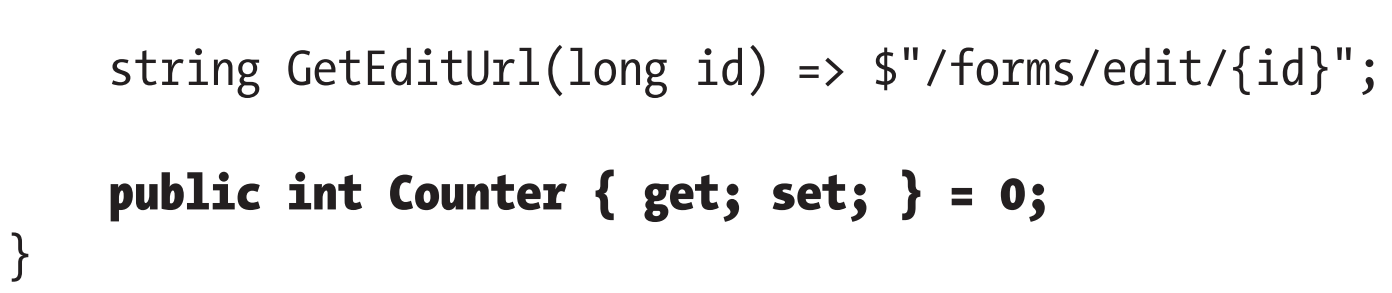 string GetEditUrl(long id) => $"/forms/edit/{id}";
public int Counter { get; set; } = 0;
}